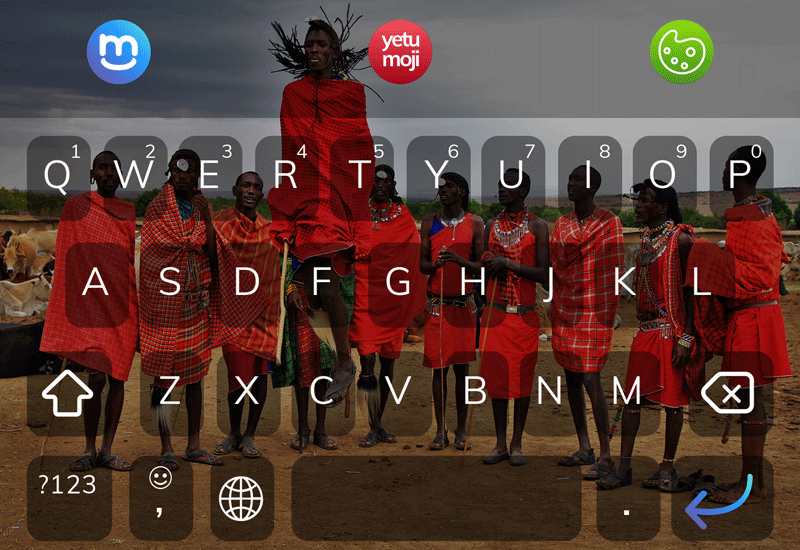 m
yetu
moji
1 2 3 4 5 6 7 8 9 0
Q W E R T Y U I O P
A S D F G H J K L
Z X C V B N M
?123 , .